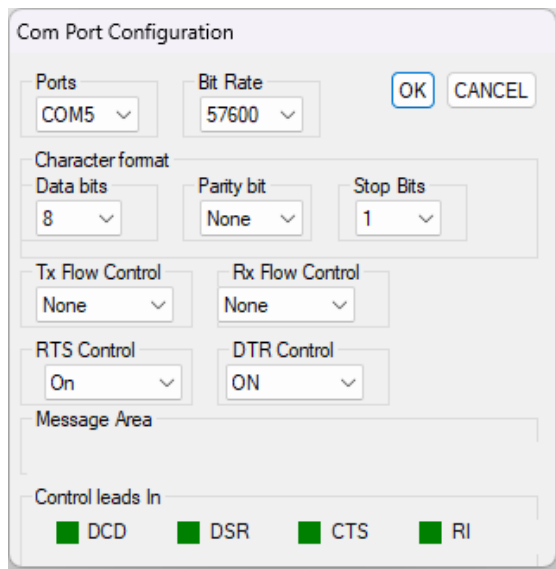 Com Port Configuration
Ports Bit Rate
COM5 57600 OK CANCEL
Character format
Data bits Parity bit Stop Bits
8 None 1
Tx Flow Control Rx Flow Control
None None
RTS Control DTR Control
On ON
Message Area
Control leads In
DCD DSR CTS RI